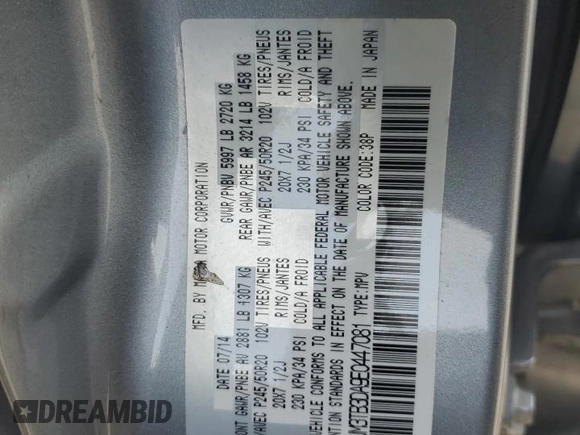 MFD. BY MAZDA MOTOR CORPORATION
DATE 07/14 GVWR/PNBV 5997 LB 2720 KG
ONT GAWR/PNBE AV 2881 LB 1307 KG REAR GAWR/PNBE AR 3214 LB 1458 KG
/AVEC P245/50R20 102V TIRES/PNEUS WITH/AVEC P245/50R20 102V TIRES/PNEUS
20X7 1/2J RIMS/JANTES 20X7 1/2J RIMS/JANTES
230 KPA/34 PSI COLD/A FROID 230 KPA/34 PSI COLD/A FROID
VEHICLE CONFORMS TO ALL APPLICABLE FEDERAL MOTOR VEHICLE SAFETY AND THEFT
STANDARDS IN EFFECT ON THE DATE OF MANUFACTURE SHOWN ABOVE.
JM3TB3DA9E0447081 TYPE: MPV COLOR CODE: 38P MADE IN JAPAN
DREAMBID